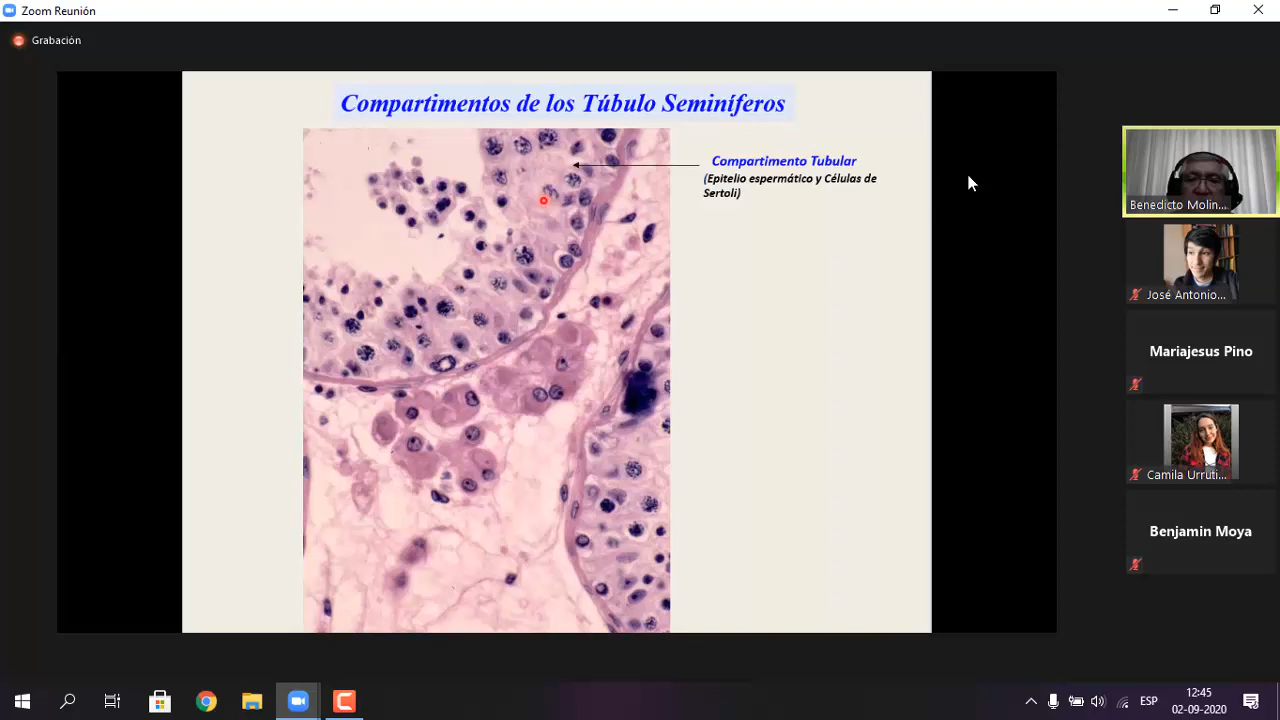 Zoom Reunión
Grabación
Compartimentos de los Túbulo Seminíferos
Compartimento Tubular
(Epitelio espermático y Células de
Sertoli)
Benedicto Molin...
José Antonio...
Mariajesus Pino
Camila Urruti...
Benjamin Moya
ESP
12:45
02-09-2020